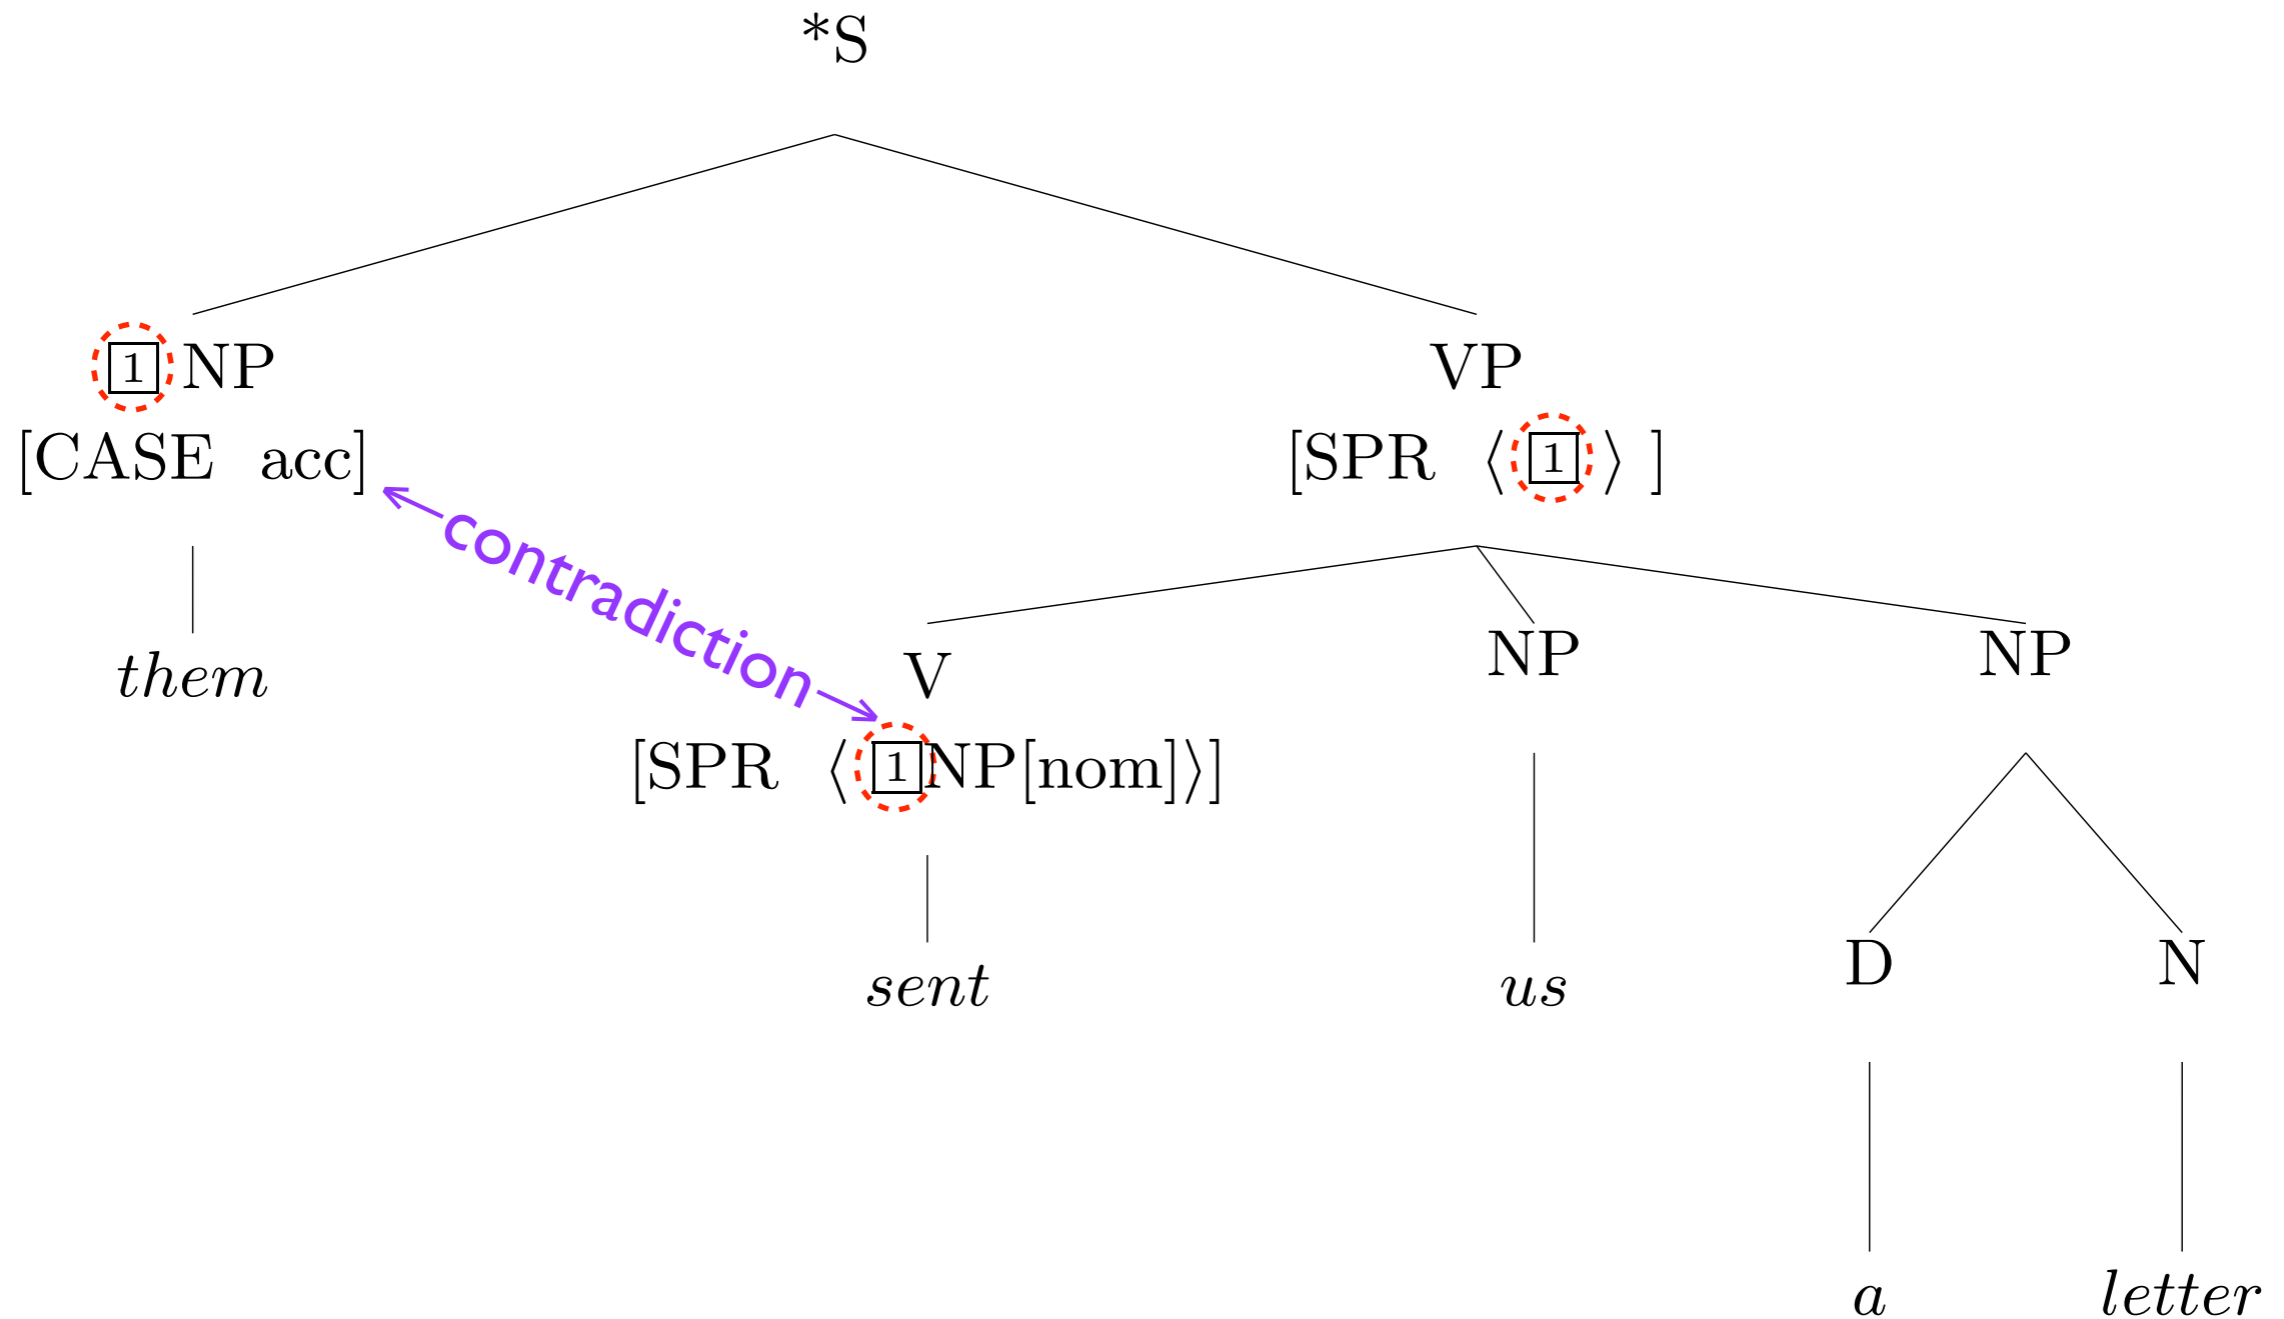 *S
1 NP
VP
[CASE acc]
[SPR ⟨ 1 ⟩ ]
contradiction
them
V
NP
NP
[SPR ⟨ 1 NP[nom]⟩]
sent
us
D
N
a
letter